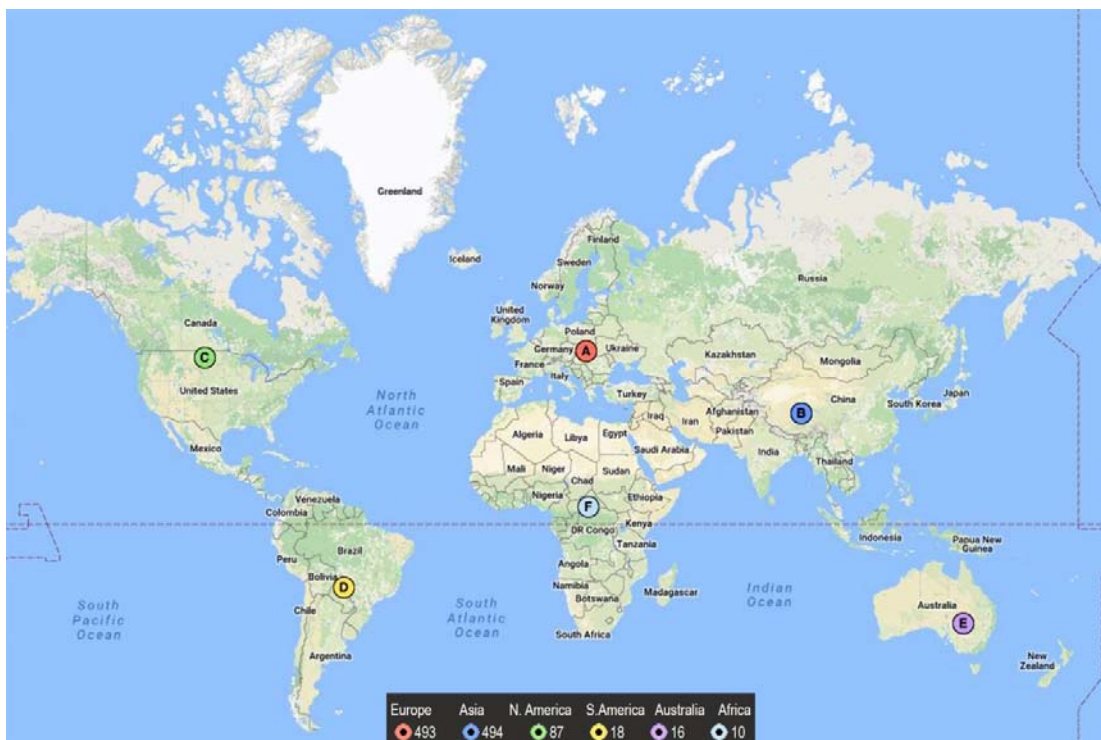 Greenland
Iceland
Finland
Sweden
Norway
Russia
United
Kingdom
Canada
Poland
A
Germany
Ukraine
C
France
Kazakhstan
Mongolia
Italy
United States
Spain
Turkey
North
Atlantic
Ocean
Japan
China
South Korea
B
Iraq
Iran
Afghanistan
Pakistan
Algeria
Libya
Egypt
Saudi Arabia
Mexico
India
Thailand
Mali
Niger
Sudan
Chad
Nigeria
Ethiopia
Venezuela
F
Colombia
DR Congo
Kenya
Indonesia
Papua New
Guinea
Tanzania
Brazil
Peru
Angola
Bolivia
D
Namibia
Botswana
Madagascar
Indian
Ocean
South
Pacific
Ocean
South
Atlantic
Ocean
Chile
Australia
E
South Africa
Argentina
New
Zealand
Europe Asia N. America S.America Australia Africa
493 494 87 18 16 10